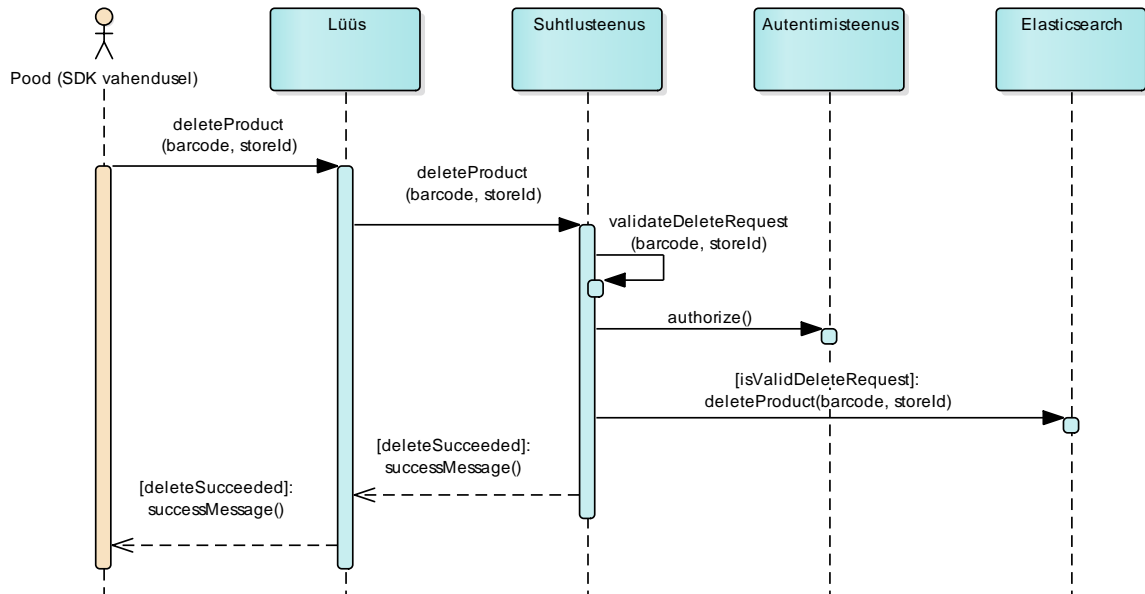 Lüüs
Suhtlusteenus
Autentimisteenus
Elasticsearch
Pood (SDK vahendusel)
deleteProduct
(barcode, storeId)
deleteProduct
(barcode, storeId)
validateDeleteRequest
(barcode, storeId)
authorize()
[isValidDeleteRequest]:
deleteProduct(barcode, storeId)
[deleteSucceeded]:
successMessage()
[deleteSucceeded]:
successMessage()